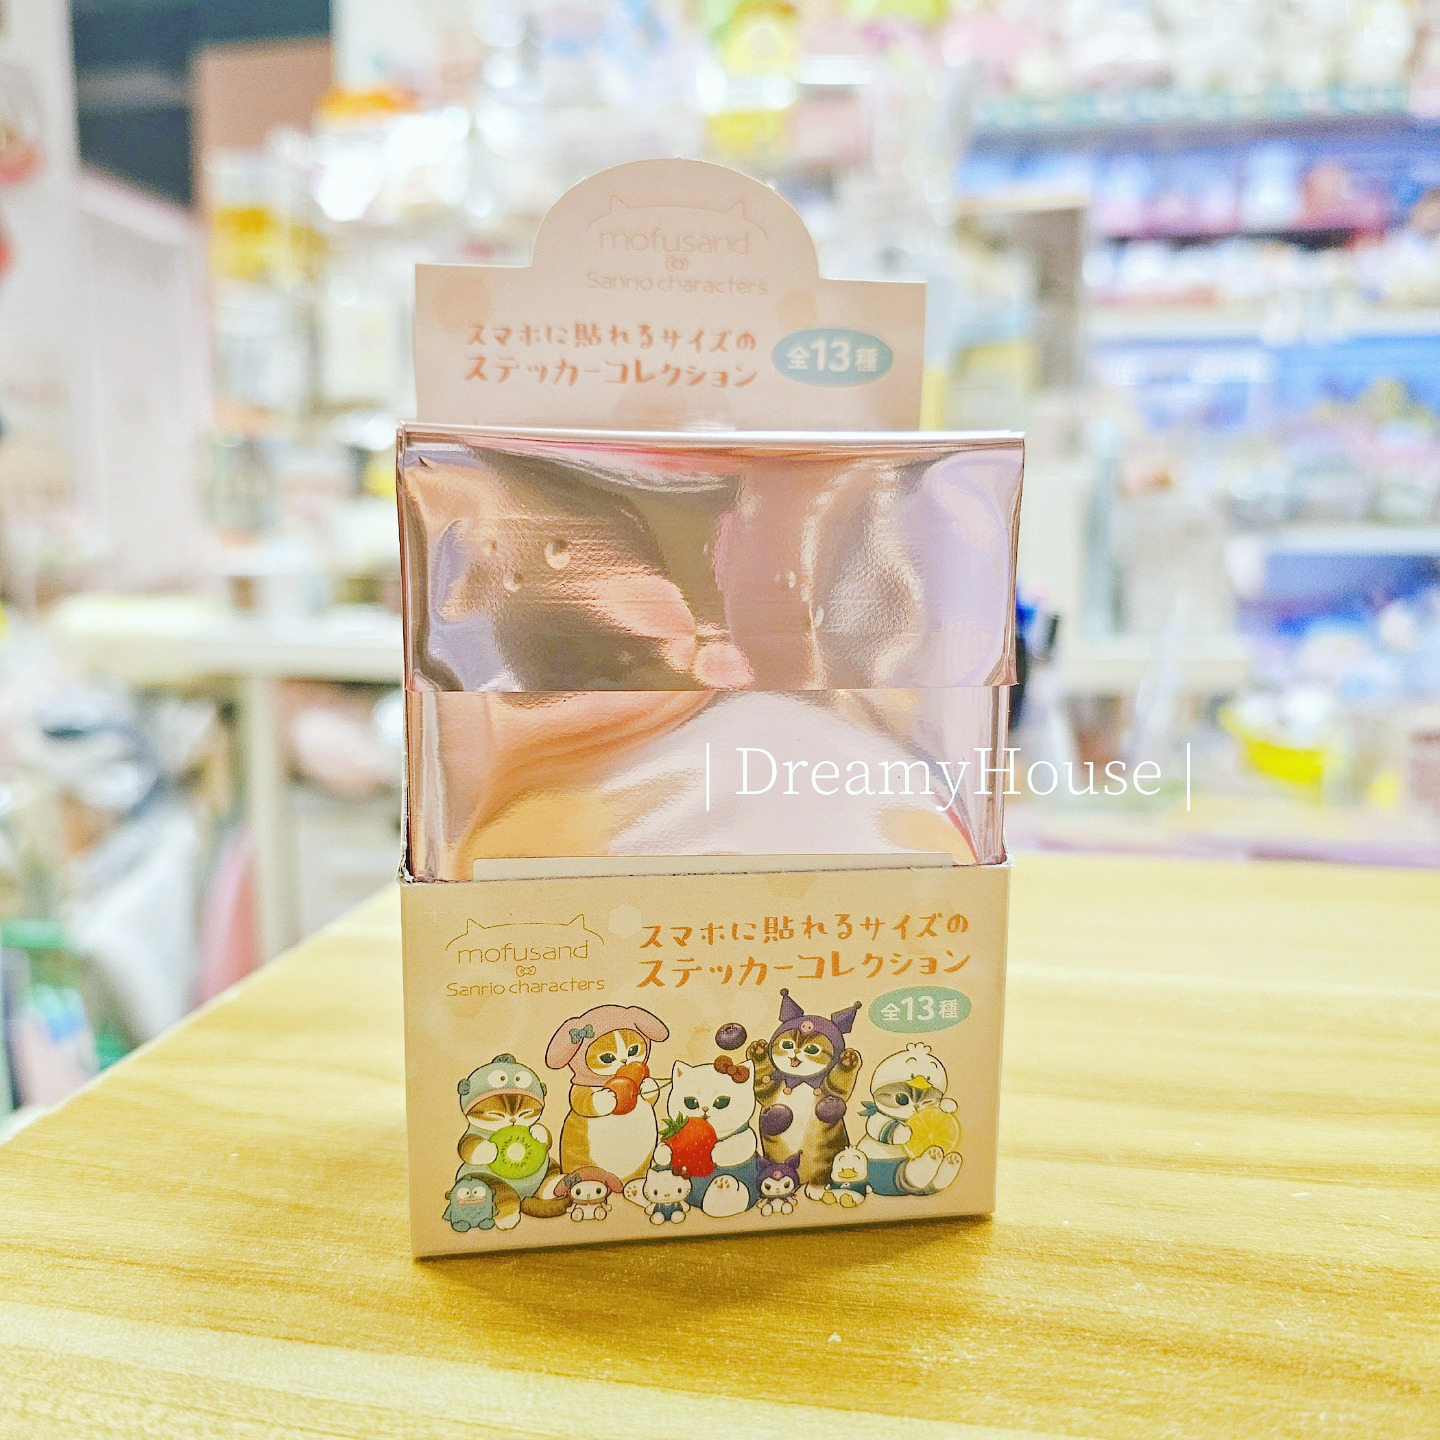 mofusand
Sanrio characters
スマホに貼れるサイズの
ステッカーコレクション
全13種
| DreamyHouse |
mofusand
Sanrio characters
スマホに貼れるサイズの
ステッカーコレクション
全13種